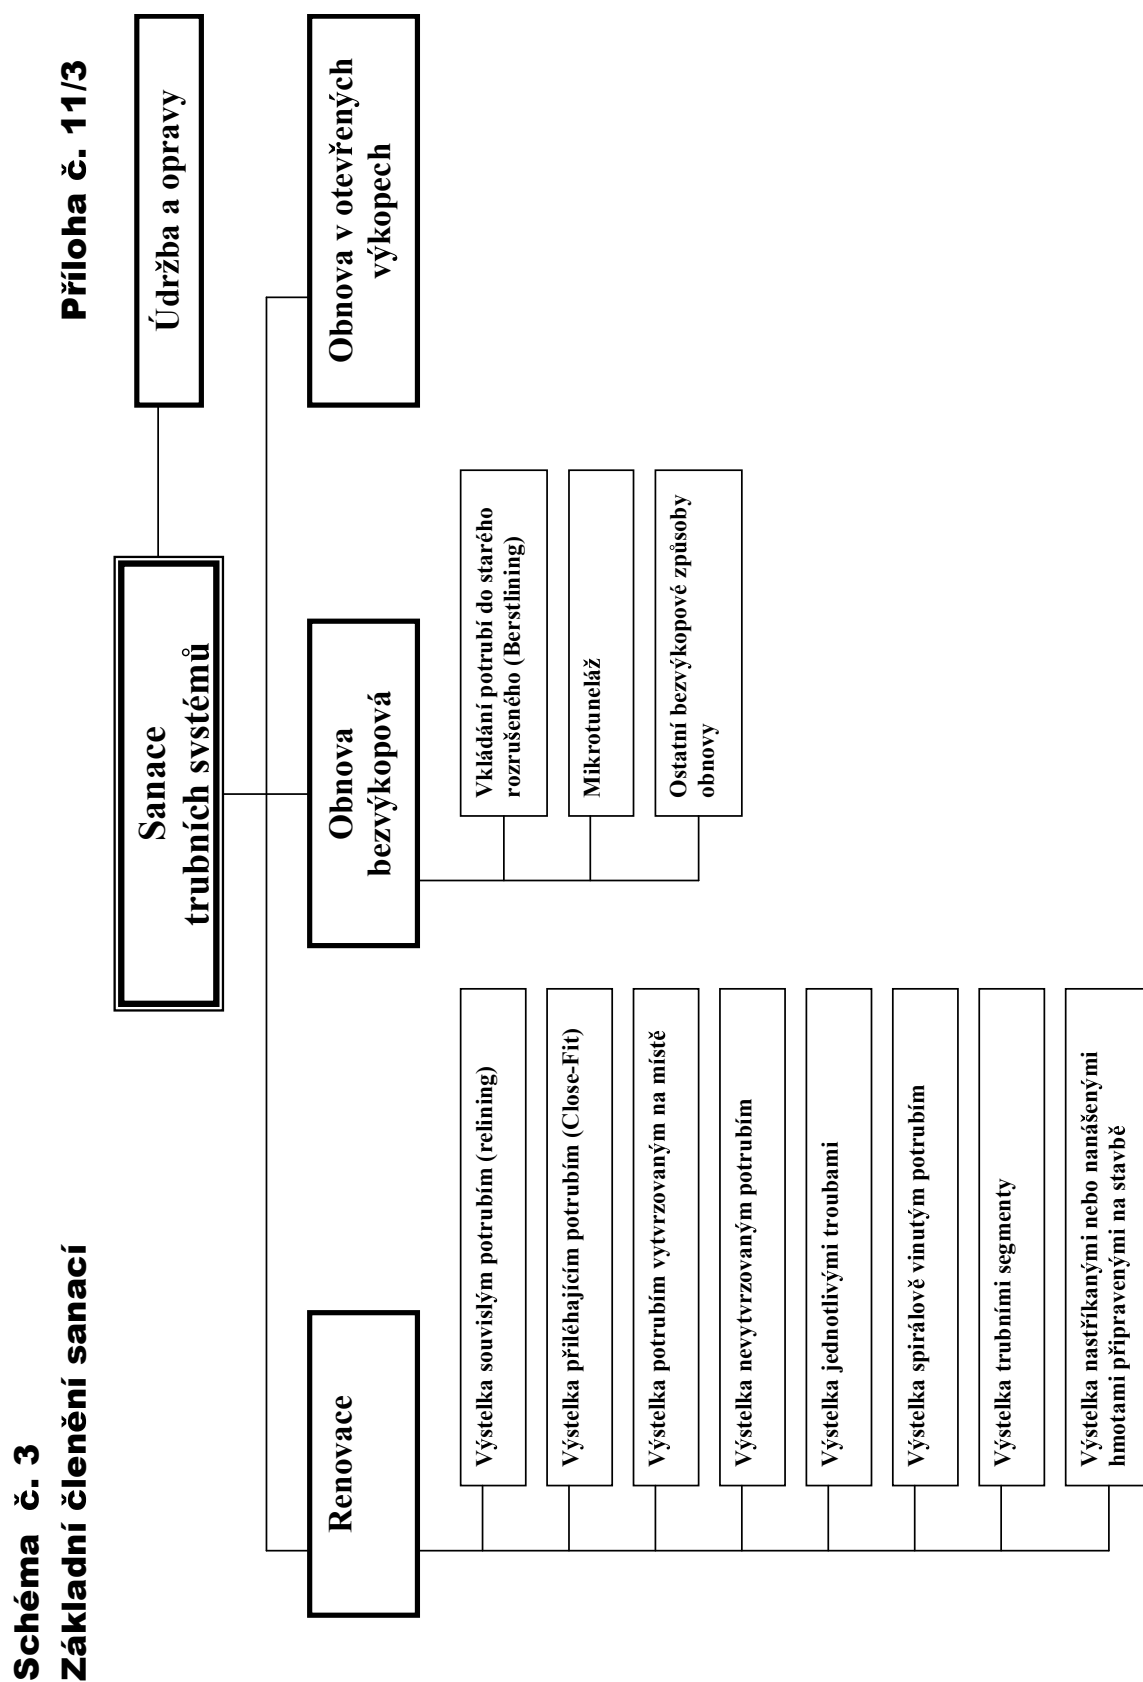 Schéma č. 3
Základní členění sanací
Příloha č. 11/3
Sanace
trubních svstémů
Údržba a opravy
Renovace
Obnova
bezvýkopová
Obnova v otevřených
výkopech
Výstelka souvislým potrubím (relining)
Výstelka přiléhajícím potrubím (Close-Fit)
Výstelka potrubím vytvrzovaným na místě
Výstelka nevytvrzovaným potrubím
Výstelka jednotlivými troubami
Výstelka spirálově vinutým potrubím
Výstelka trubními segmenty
Výstelka nastříkanými nebo nanášenými
hmotami připravenými na stavbě
Vkládání potrubí do starého
rozrušeného (Berstlining)
Mikrotuneláž
Ostatní bezvýkopové způsoby
obnovy